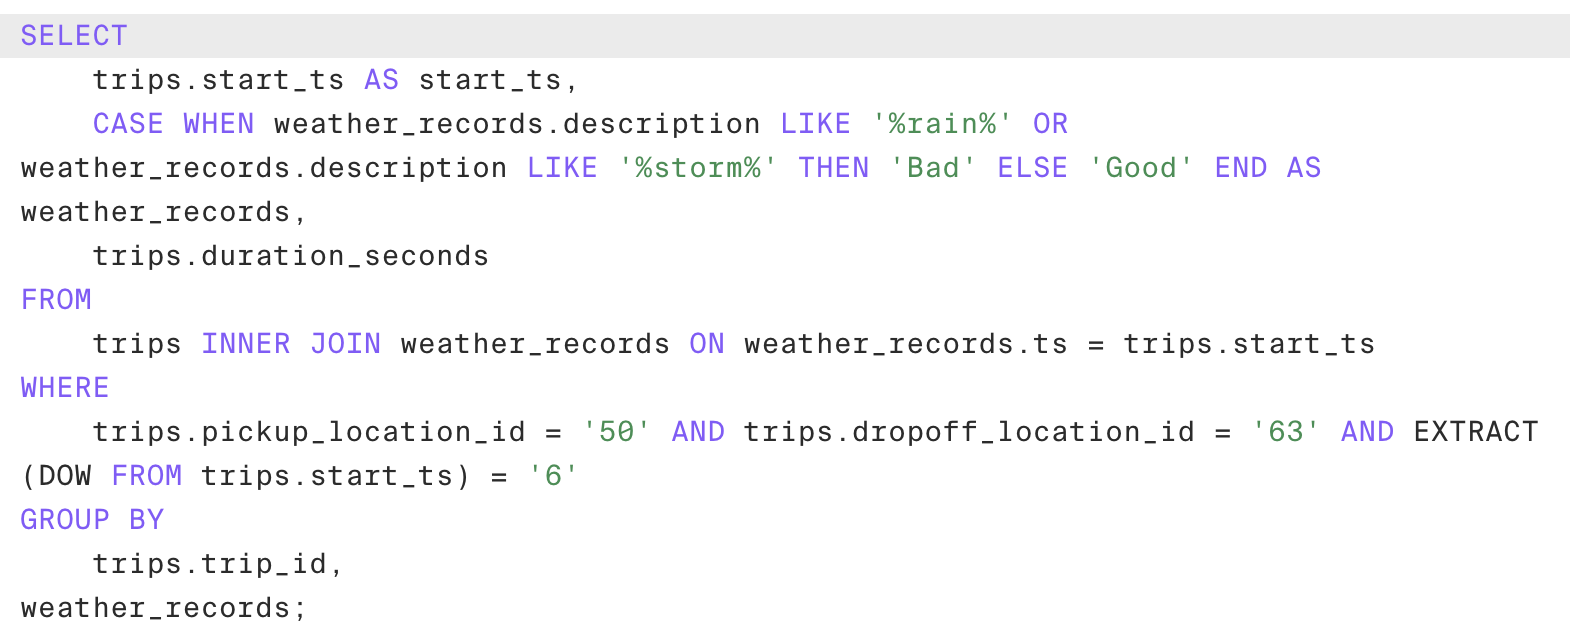 SELECT
    trips.start_ts AS start_ts,
    CASE WHEN weather_records.description LIKE '%rain%' OR
weather_records.description LIKE '%storm%' THEN 'Bad' ELSE 'Good' END AS
weather_records,
    trips.duration_seconds
FROM
    trips INNER JOIN weather_records ON weather_records.ts = trips.start_ts
WHERE
    trips.pickup_location_id = '50' AND trips.dropoff_location_id = '63' AND EXTRACT
(DOW FROM trips.start_ts) = '6'
GROUP BY
    trips.trip_id,
weather_records;